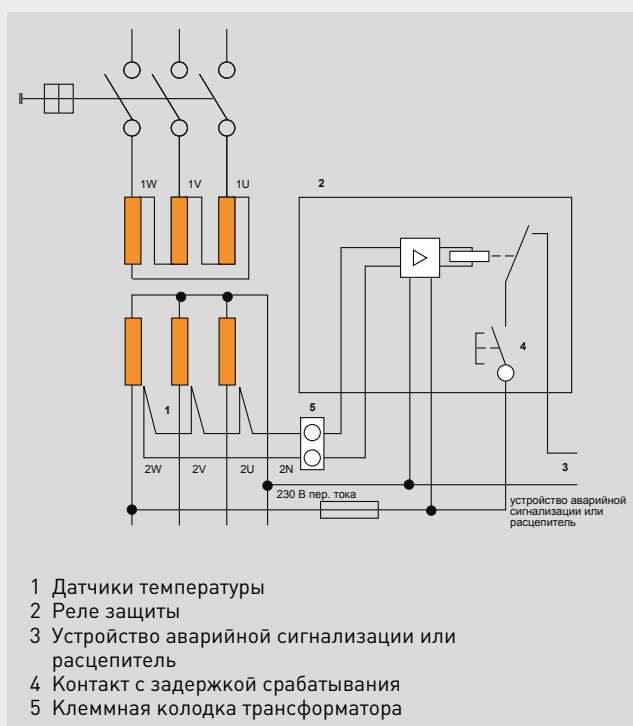 1W 1V 1U 2
4
1 5
2W 2V 2U 2N 3
230 В пер. тока
устройство аварийной
сигнализации или
расцепитель
1 Датчики температуры
2 Реле защиты
3 Устройство аварийной сигнализации или
расцепитель
4 Контакт с задержкой срабатывания
5 Клеммная колодка трансформатора